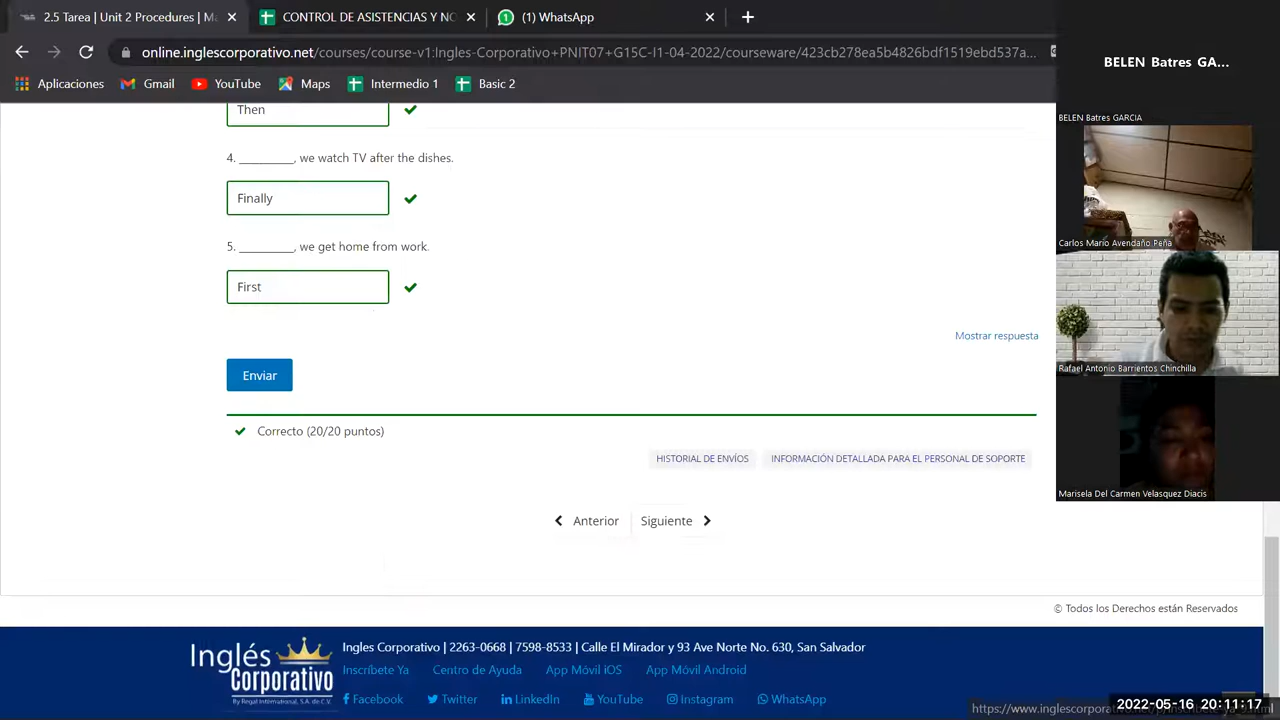 2.5 Tarea | Unit 2 Procedures | M
CONTROL DE ASISTENCIAS Y NO
(1) WhatsApp
online.inglescorporativo.net/courses/course-v1:Ingles-Corporativo+PNIT07+G15C-I1-04-2022/courseware/423cb278ea5b4826bdf1519ebd537a...
Aplicaciones
Gmail
YouTube
Maps
Intermedio 1
Basic 2
BELEN Batres GA...
BELEN Batres GARCIA
Carlos Mario Avendaño Peña
Rafael Antonio Barrientos Chinchilla
Marisela Del Carmen Velasquez Diacis
Then
4. _________, we watch TV after the dishes.
Finally
5. _________, we get home from work.
First
Mostrar respuesta
Enviar
Correcto (20/20 puntos)
HISTORIAL DE ENVÍOS
INFORMACIÓN DETALLADA PARA EL PERSONAL DE SOPORTE
Anterior
Siguiente
© Todos los Derechos están Reservados
Inglés Corporativo
By Regal International, S.A. de C.V.
Ingles Corporativo | 2263-0668 | 7598-8533 | Calle El Mirador y 93 Ave Norte No. 630, San Salvador
Inscríbete Ya
Centro de Ayuda
App Móvil iOS
App Móvil Android
Facebook
Twitter
LinkedIn
YouTube
Instagram
WhatsApp
2022-05-16 20:11:17